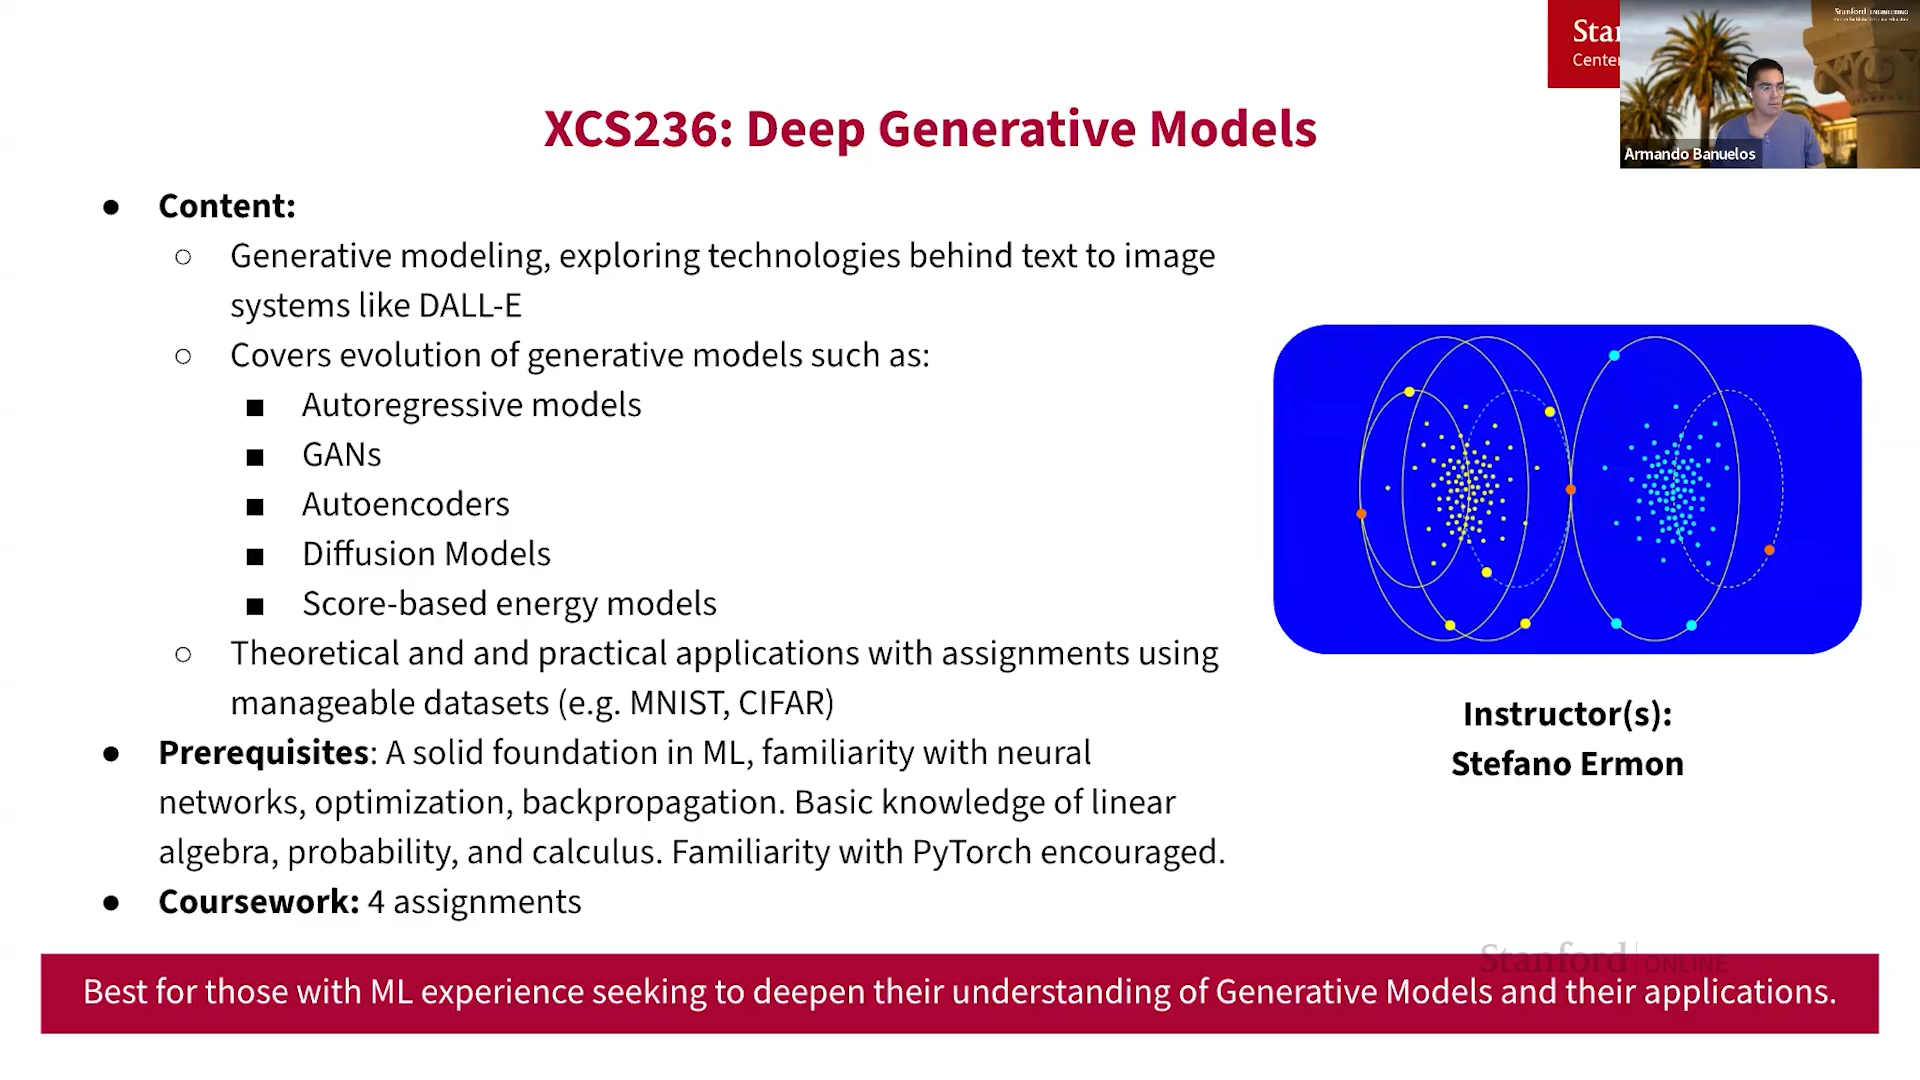 Stanford ENGINEERING
Star
Center
Armando Banuelos
XCS236: Deep Generative Models
● Content:
○ Generative modeling, exploring technologies behind text to image
systems like DALL-E
○ Covers evolution of generative models such as:
■ Autoregressive models
■ GANs
■ Autoencoders
■ Diffusion Models
■ Score-based energy models
○ Theoretical and and practical applications with assignments using
manageable datasets (e.g. MNIST, CIFAR)
● Prerequisites: A solid foundation in ML, familiarity with neural
networks, optimization, backpropagation. Basic knowledge of linear
algebra, probability, and calculus. Familiarity with PyTorch encouraged.
● Coursework: 4 assignments
Instructor(s):
Stefano Ermon
Stanford ONLINE
Best for those with ML experience seeking to deepen their understanding of Generative Models and their applications.